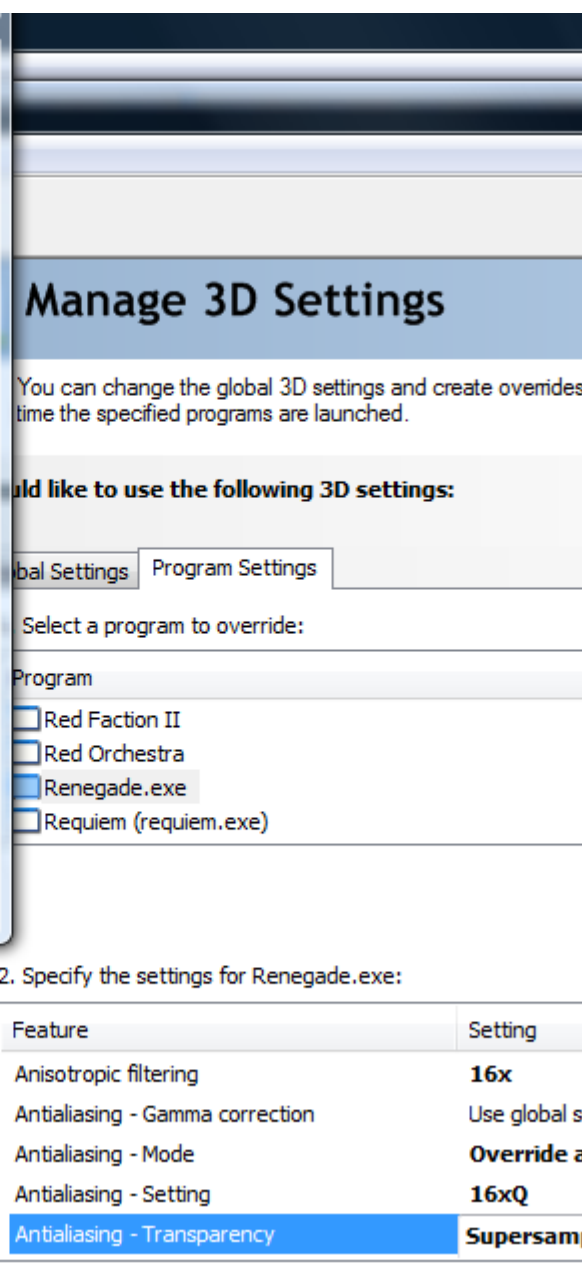 Manage 3D Settings
You can change the global 3D settings and create overrides
time the specified programs are launched.
uld like to use the following 3D settings:
bal Settings Program Settings
Select a program to override:
Program
Red Faction II
Red Orchestra
Renegade.exe
Requiem (requiem.exe)
2. Specify the settings for Renegade.exe:
Feature Setting
Anisotropic filtering 16x
Antialiasing - Gamma correction Use global s
Antialiasing - Mode Override a
Antialiasing - Setting 16xQ
Antialiasing - Transparency Supersamp